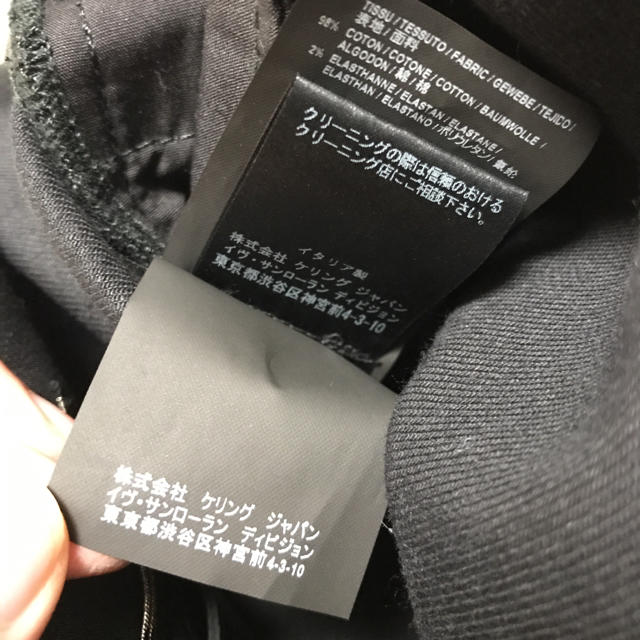 TISSU/TESSUTO/FABRIC/GEWEBE/TEJICO/
表地/面料
98% COTON/COTONE/COTTON/BAUMWOLLE/
ALGODON/綿/棉
2% ELASTHANNE/ELASTAN/ELASTANE/
ELASTHAN/ELASTANO/ポリウレタン/
クリーニングの際は信頼のおける
クリーニング店にご相談下さい。
イタリア製
株式会社 ケリング ジャパン
イヴ・サンローラン ディビジョン
東京都渋谷区神宮前4-3-10
株式会社 ケリング ジャパン
イヴ・サンローラン ディビジョン
東京都渋谷区神宮前4-3-10